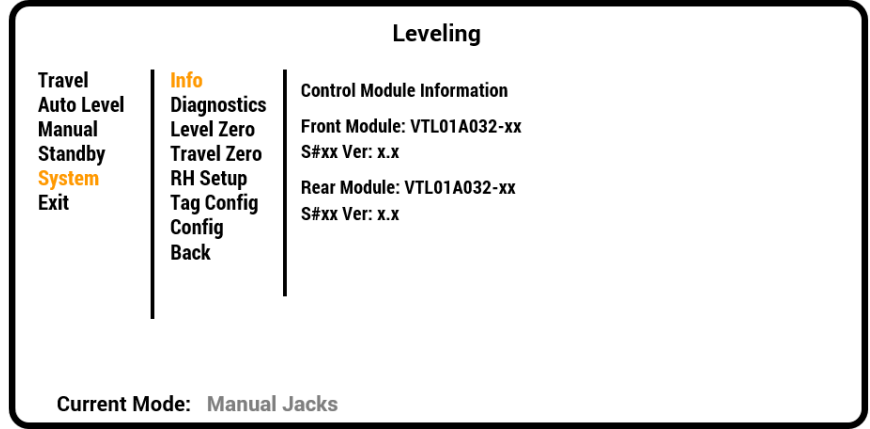 Leveling
Travel
Auto Level
Manual
Standby
System
Exit
Info
Diagnostics
Level Zero
Travel Zero
RH Setup
Tag Config
Config
Back
Control Module Information
Front Module: VTL01A032-xx
S#xx Ver: x.x
Rear Module: VTL01A032-xx
S#xx Ver: x.x
Current Mode: Manual Jacks